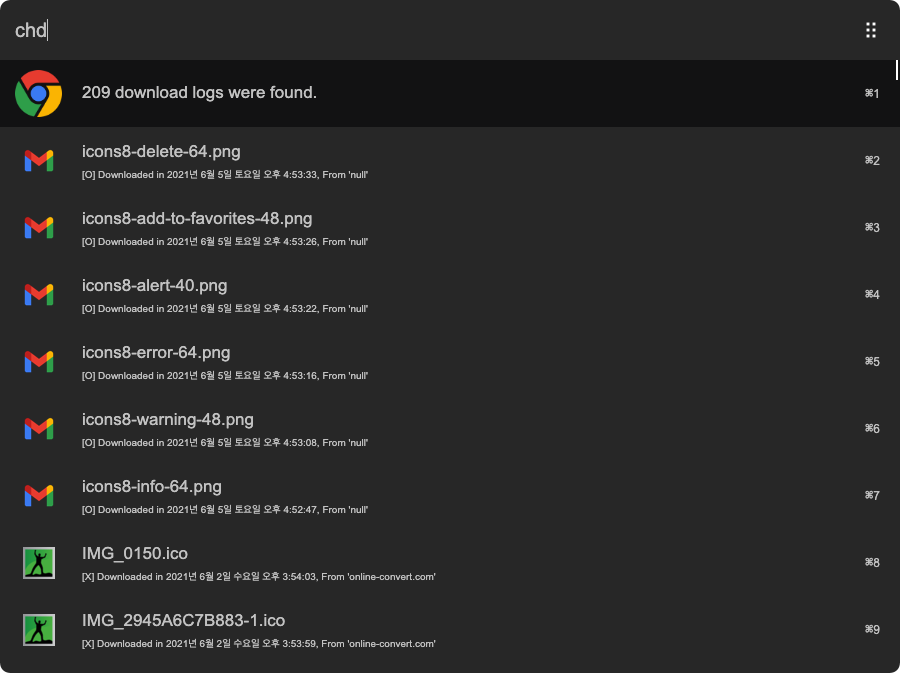 chd
209 download logs were found.
⌘1
icons8-delete-64.png
[O] Downloaded in 2021년 6월 5일 토요일 오후 4:53:33, From 'null'
⌘2
icons8-add-to-favorites-48.png
[O] Downloaded in 2021년 6월 5일 토요일 오후 4:53:26, From 'null'
⌘3
icons8-alert-40.png
[O] Downloaded in 2021년 6월 5일 토요일 오후 4:53:22, From 'null'
⌘4
icons8-error-64.png
[O] Downloaded in 2021년 6월 5일 토요일 오후 4:53:16, From 'null'
⌘5
icons8-warning-48.png
[O] Downloaded in 2021년 6월 5일 토요일 오후 4:53:08, From 'null'
⌘6
icons8-info-64.png
[O] Downloaded in 2021년 6월 5일 토요일 오후 4:52:47, From 'null'
⌘7
IMG_0150.ico
[X] Downloaded in 2021년 6월 2일 수요일 오후 3:54:03, From 'online-convert.com'
⌘8
IMG_2945A6C7B883-1.ico
[X] Downloaded in 2021년 6월 2일 수요일 오후 3:53:59, From 'online-convert.com'
⌘9